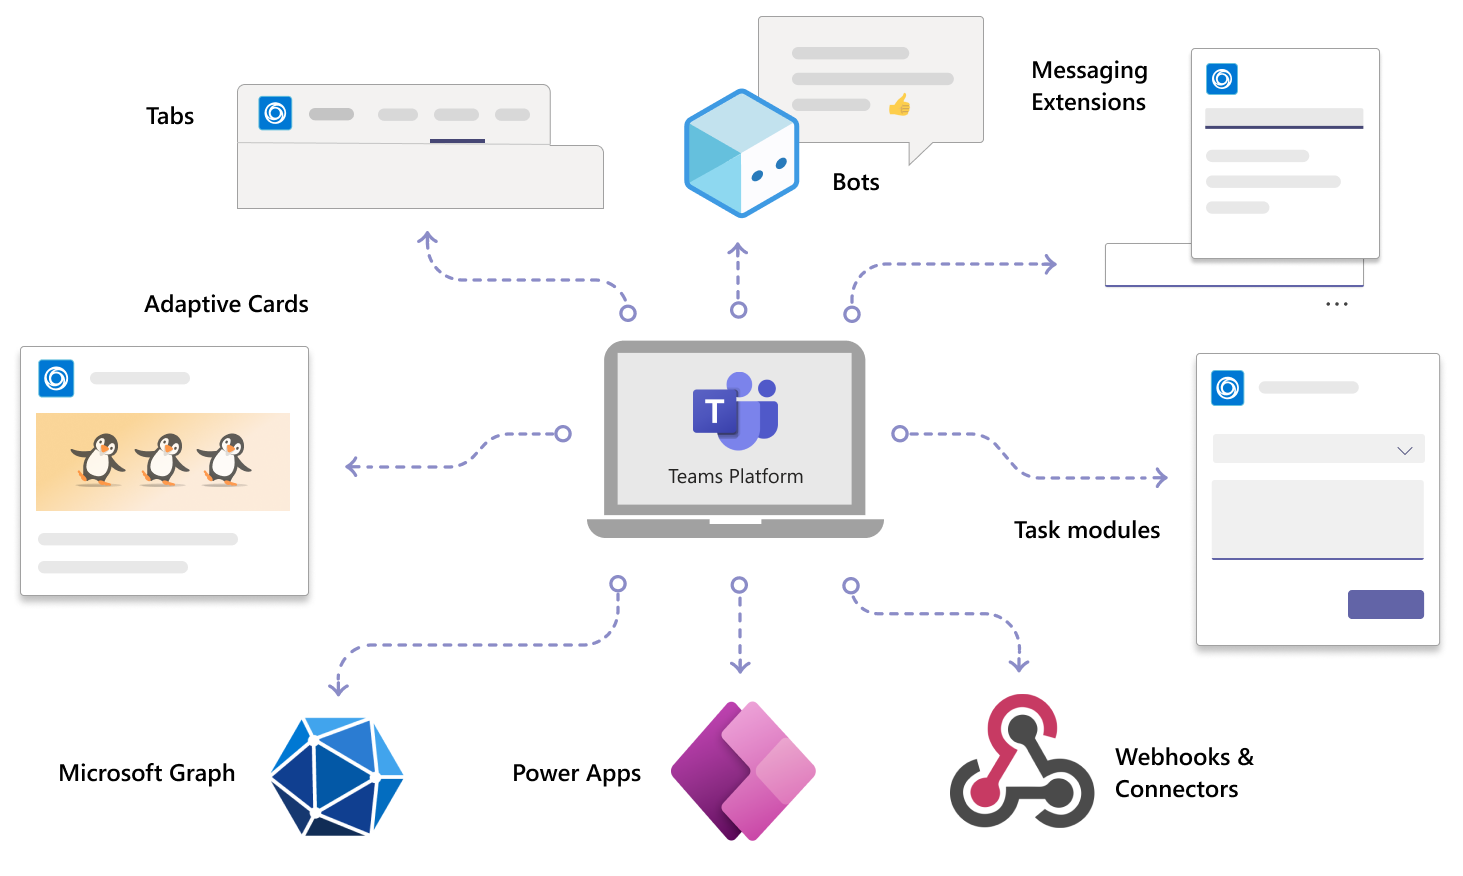 Tabs
Bots
Messaging
Extensions
Adaptive Cards
T
Teams Platform
Task modules
Microsoft Graph
Power Apps
Webhooks &
Connectors